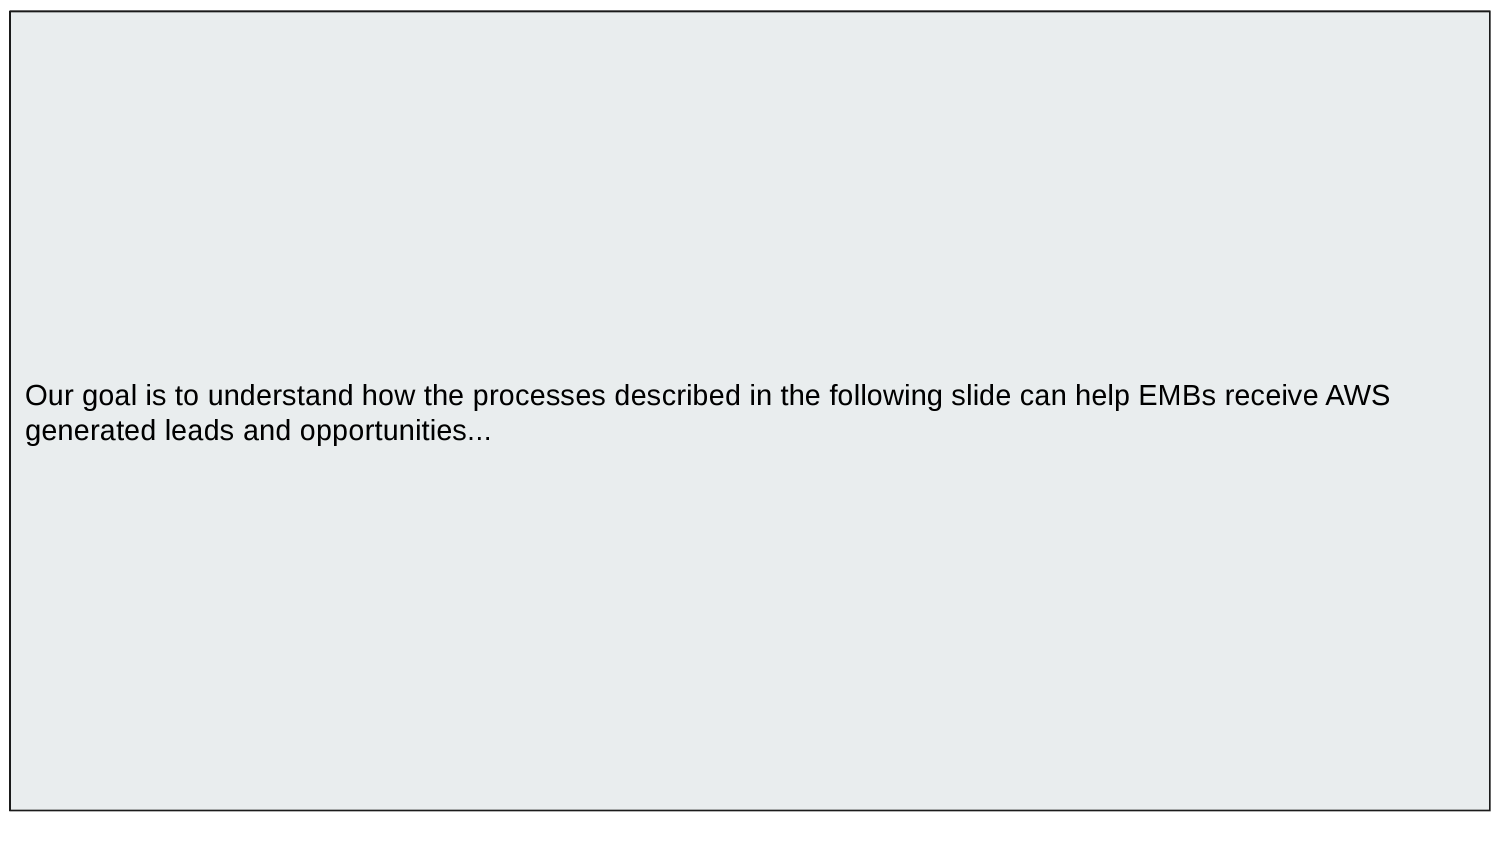 Our goal is to understand how the processes described in the following slide can help EMBs receive AWS
generated leads and opportunities...